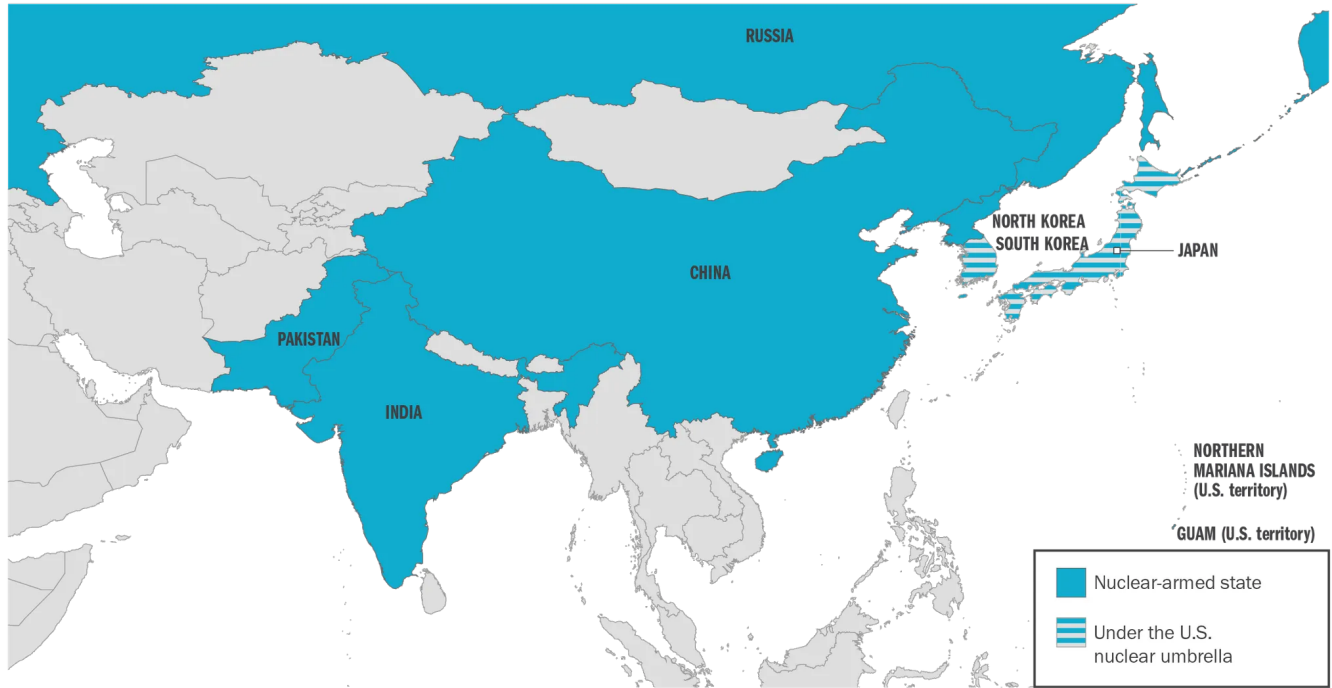 RUSSIA
NORTH KOREA
SOUTH KOREA
JAPAN
CHINA
PAKISTAN
INDIA
NORTHERN
MARIANA ISLANDS
(U.S. territory)
GUAM (U.S. territory)
Nuclear-armed state
Under the U.S.
nuclear umbrella